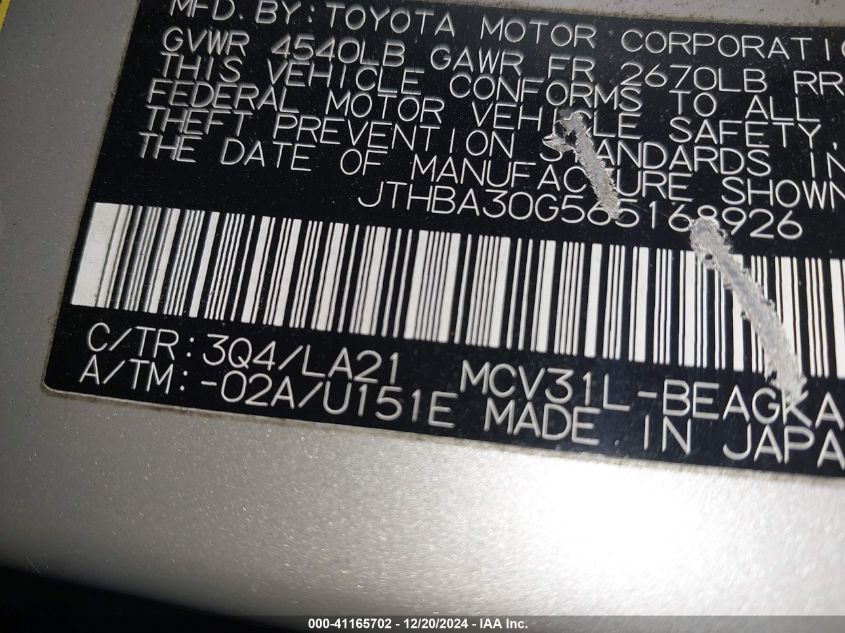 MFD.BY:TOYOTA MOTOR CORPORATIO
GVWR 4540LB GAWR FR 2670LB RR
THIS VEHICLE CONFORMS TO ALL
FEDERAL MOTOR VEHICLE SAFETY,
THEFT PREVENTION STANDARDS IN
THE DATE OF MANUFACTURE SHOWN
JTHBA30G565168926
C/TR:3Q4/LA21 MCV31L-BEAGKA
A/TM:-02A/U151E MADE IN JAPA
000-41165702 - 12/20/2024 - IAA Inc.